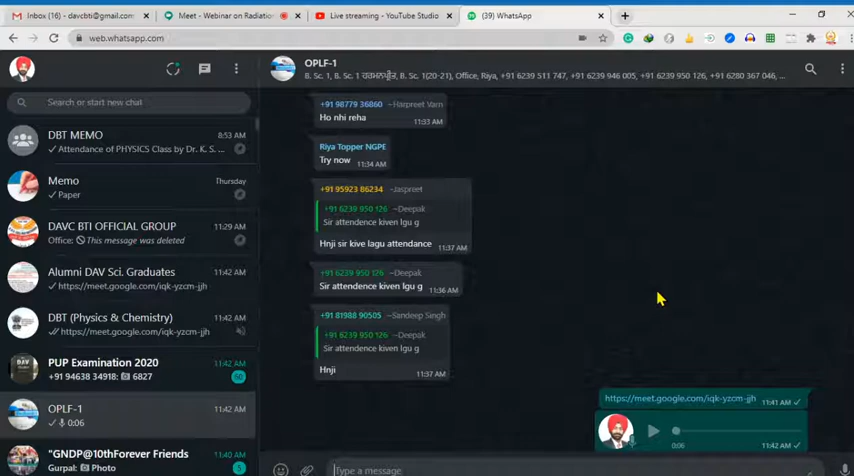 Inbox (16) - davcbti@gmail.com
Meet - Webinar on Radiation
Live streaming - YouTube Studio
(39) WhatsApp
web.whatsapp.com
Search or start new chat
DBT MEMO
8:53 AM
Attendance of PHYSICS Class by Dr. K. S. ...
Memo
Thursday
Paper
DAVC BTI OFFICIAL GROUP
11:29 AM
Office: This message was deleted
Alumni DAV Sci. Graduates
11:42 AM
https://meet.google.com/iqk-yzcm-jjh
DBT (Physics & Chemistry)
11:42 AM
https://meet.google.com/iqk-yzcm-jjh
PUP Examination 2020
11:42 AM
+91 94638 34918: 6827
60
OPLF-1
11:42 AM
0:06
"GNDP@10thForever Friends
11:40 AM
Gurpal: Photo
5
OPLF-1
B. Sc. 1, B. Sc. 1 ਹਰਮਨਪ੍ਰੀਤ, B. Sc. 1(20-21), Office, Riya, +91 6239 511 747, +91 6239 946 005, +91 6239 950 126, +91 6280 367 046, ...
+91 98779 36860 ~Harpreet Varn
Ho nhi reha
11:33 AM
Riya Topper NGPE
Try now
11:34 AM
+91 95923 86234 ~Jaspreet
+91 6239 950 126 ~Deepak
Sir attendence kiven lgu g
Hnji sir kive lagu attendance
11:37 AM
+91 6239 950 126 ~Deepak
Sir attendence kiven lgu g
11:36 AM
+91 81988 90505 ~Sandeep Singh
+91 6239 950 126 ~Deepak
Sir attendence kiven lgu g
Hnji
11:37 AM
https://meet.google.com/iqk-yzcm-jjh
11:41 AM
0:06
11:42 AM
Type a message